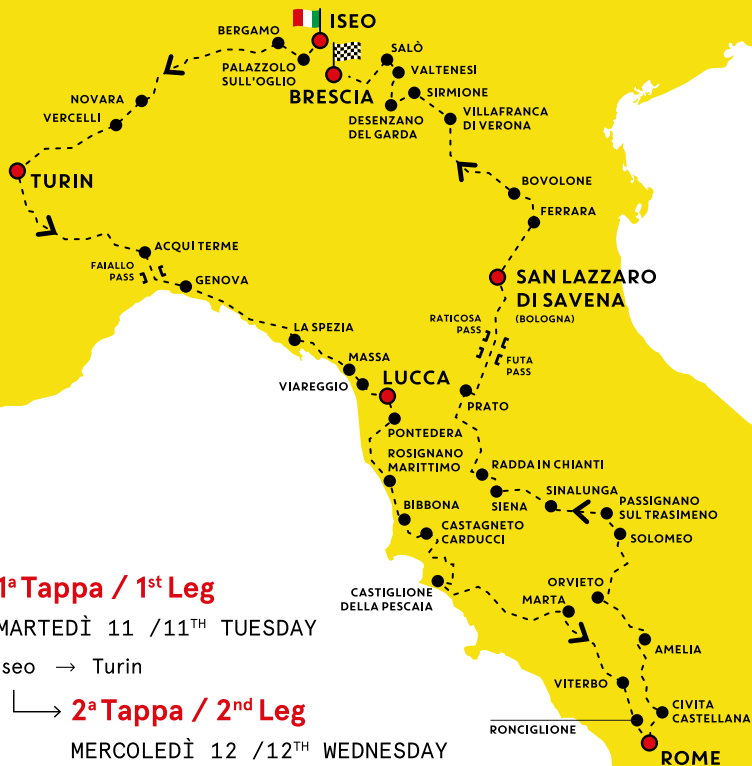 ISEO
BERGAMO
PALAZZOLO
SULL'OGLIO
BRESCIA
SALÒ
VALTENESI
SIRMIONE
DESENZANO
DEL GARDA
VILLAFRANCA
DI VERONA
NOVARA
VERCELLI
TURIN
BOVOLONE
FERRARA
ACQUI TERME
FAIALLO
PASS
GENOVA
SAN LAZZARO
DI SAVENA
(BOLOGNA)
RATICOSA
PASS
FUTA
PASS
LA SPEZIA
MASSA
VIAREGGIO
LUCCA
PRATO
PONTEDERA
ROSIGNANO
MARITTIMO
RADDA IN CHIANTI
SIENA
SINALUNGA
PASSIGNANO
SUL TRASIMENO
SOLOMEO
BIBBONA
CASTAGNETO
CARDUCCI
CASTIGLIONE
DELLA PESCAIA
MARTA
ORVIETO
AMELIA
VITERBO
CIVITA
CASTELLANA
RONCIGLIONE
ROME
1ª Tappa / 1st Leg
MARTEDÌ 11 /11TH TUESDAY
seo → Turin
2ª Tappa / 2nd Leg
MERCOLEDÌ 12 /12TH WEDNESDAY